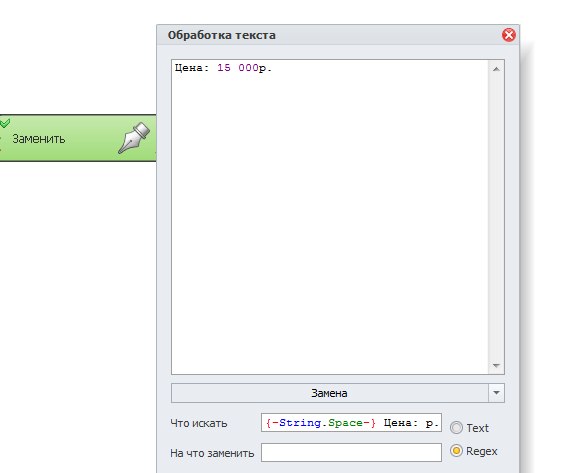 Обработка текста
Цена: 15 000р.
Заменить
Замена
Что искать
{-String.Space-} Цена: р.
Text
На что заменить
Regex